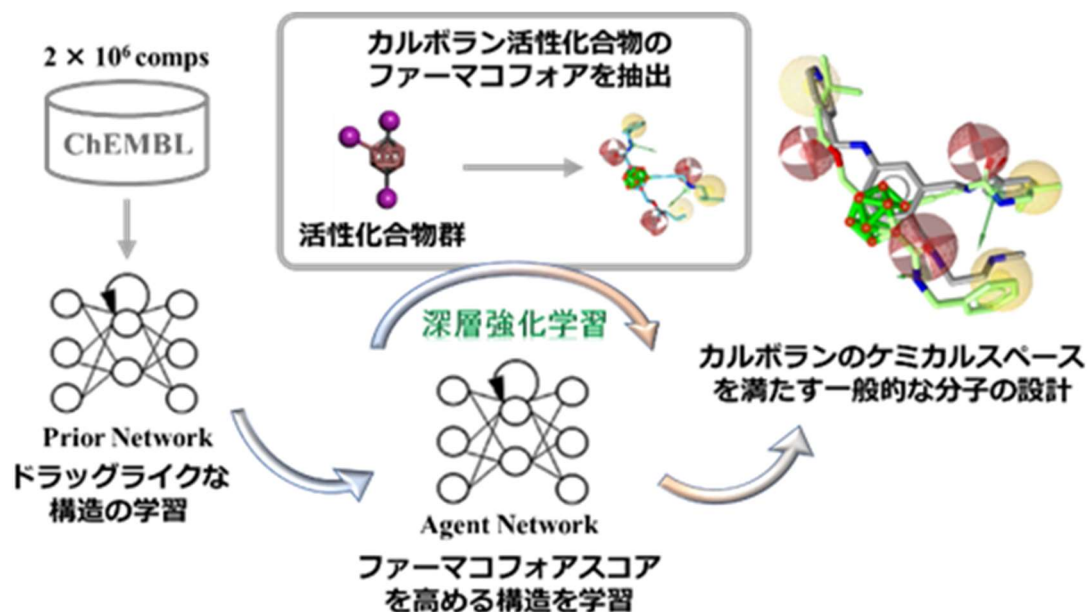 2 × 10⁶ comps
ChEMBL
カルボラン活性化合物の
ファーマコフォアを抽出
活性化合物群
深層強化学習
Prior Network
ドラッグライクな
構造の学習
Agent Network
ファーマコフォアスコア
を高める構造を学習
カルボランのケミカルスペース
を満たす一般的な分子の設計